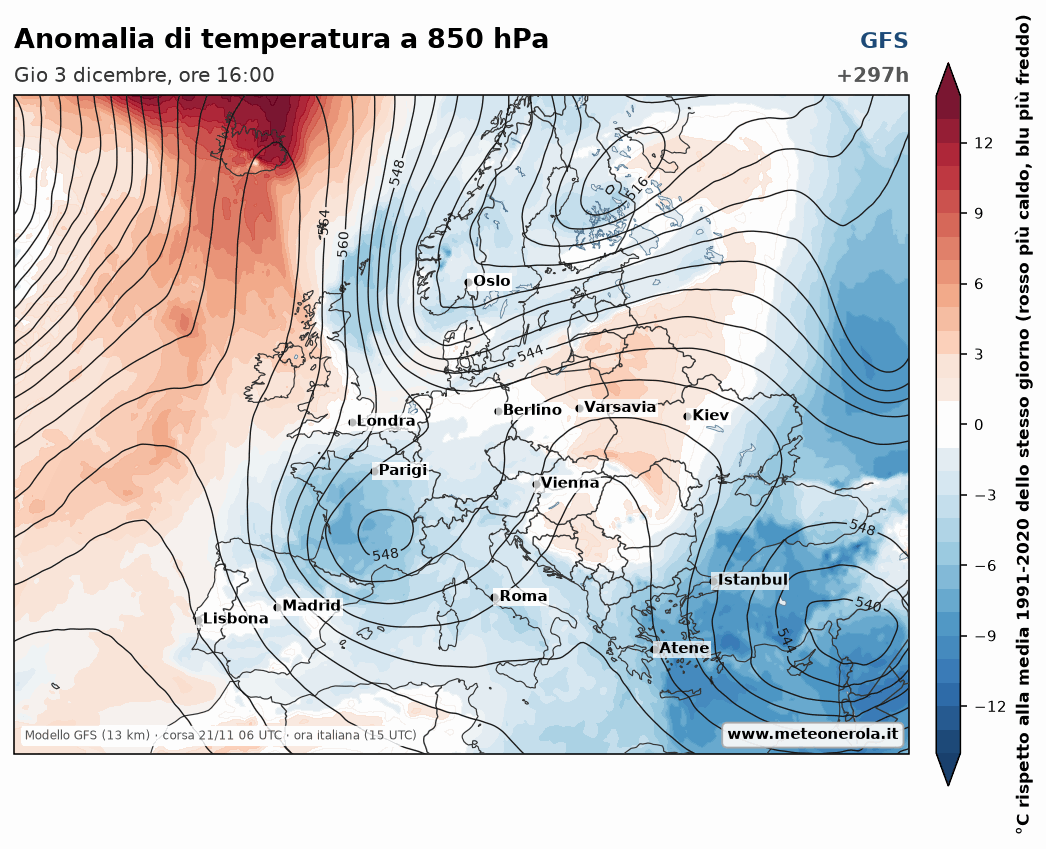 Anomalia di temperatura a 850 hPa
GFS
Gio 3 dicembre, ore 16:00
+297h
548
564
560
516
Oslo
544
Berlino
Varsavia
Kiev
Londra
Parigi
Vienna
548
548
Istanbul
Roma
Madrid
Lisbona
540
544
Atene
Modello GFS (13 km) · corsa 21/11 06 UTC · ora italiana (15 UTC)
www.meteonerola.it
12
9
6
3
0
−3
−6
−9
−12
°C rispetto alla media 1991-2020 dello stesso giorno (rosso più caldo, blu più freddo)